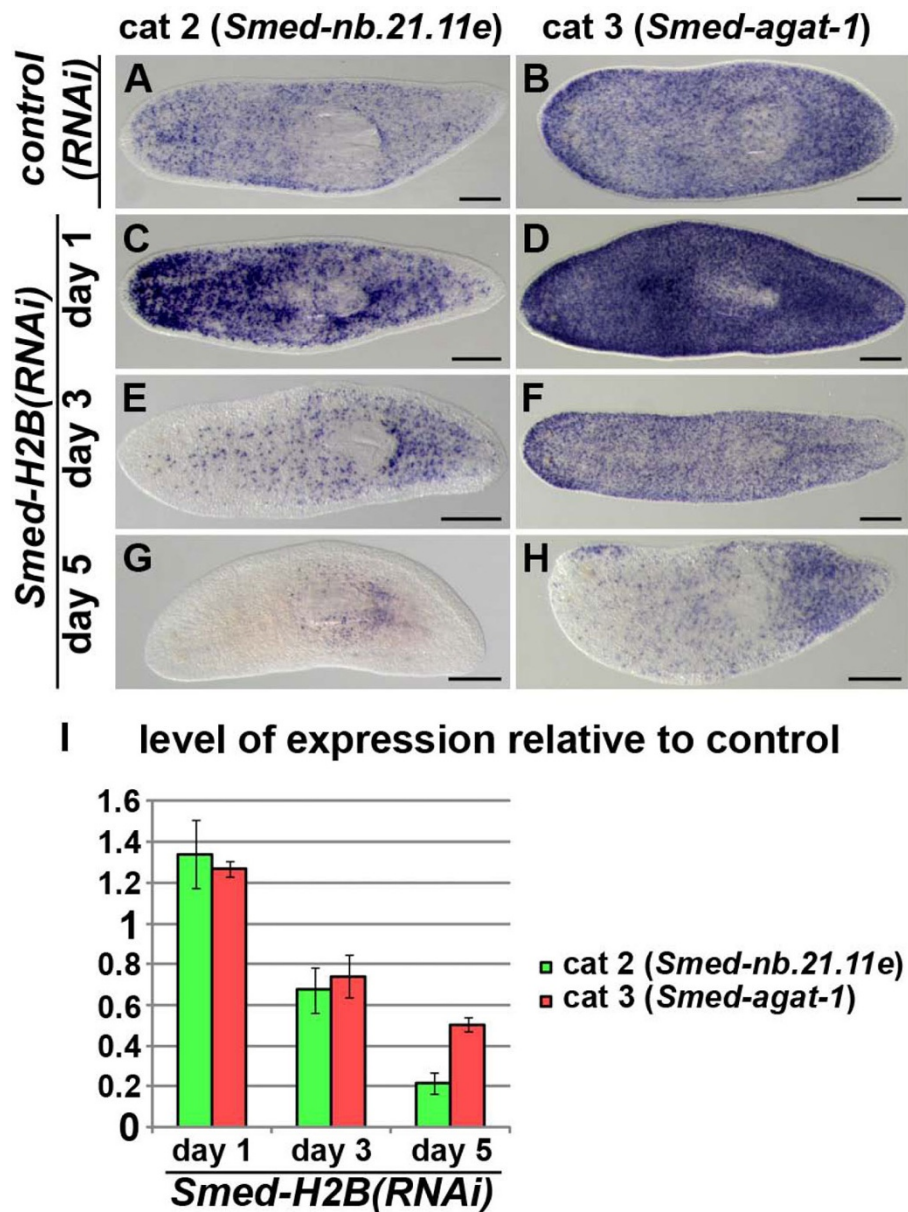 cat 2 (Smed-nb.21.11e) cat 3 (Smed-agat-1)
control (RNAi)
A B
Smed-H2B(RNAi)
day 1
C D
day 3
E F
day 5
G H
I level of expression relative to control
1.6
1.4
1.2
1
0.8
0.6
0.4
0.2
0
cat 2 (Smed-nb.21.11e)
cat 3 (Smed-agat-1)
day 1 day 3 day 5
Smed-H2B(RNAi)